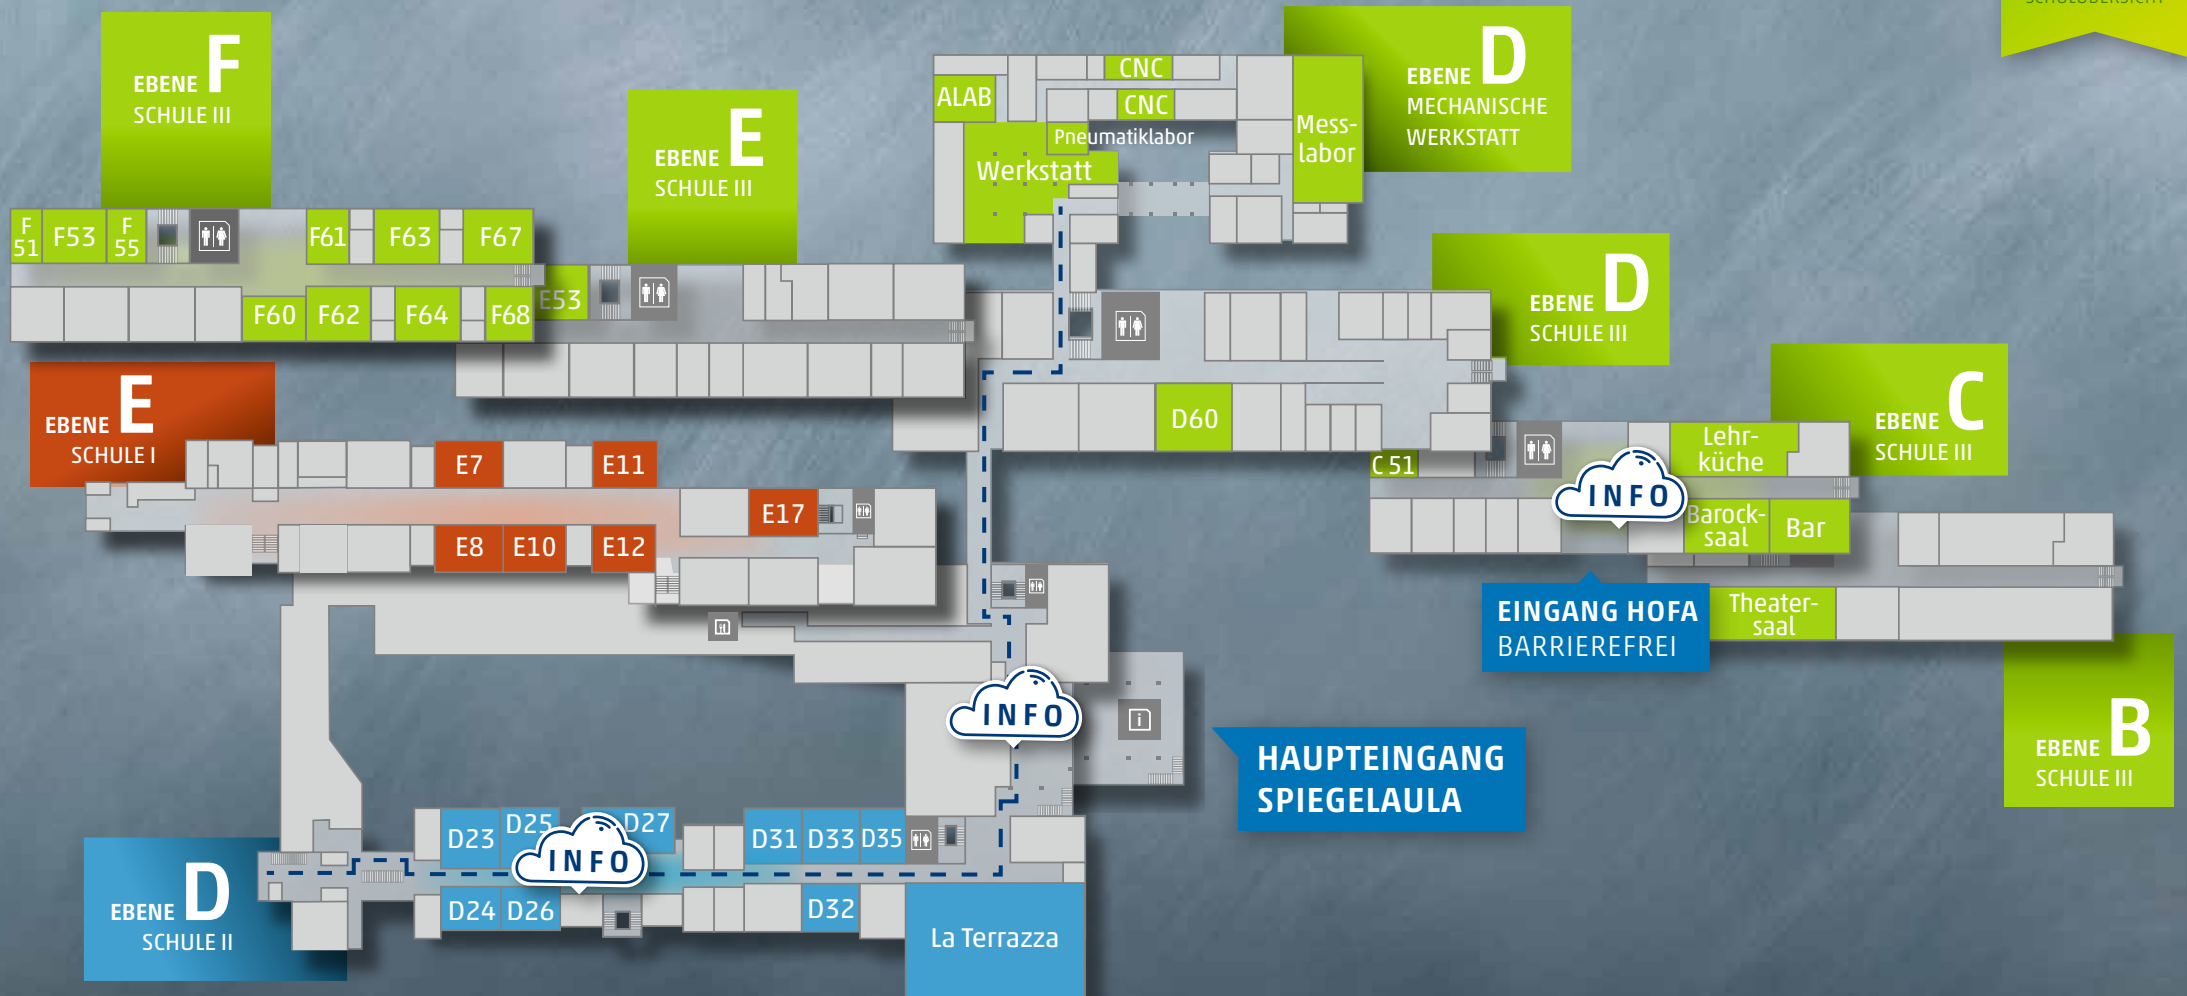 SCHULÜBERSICHT
EBENE F
SCHULE III
EBENE E
SCHULE III
EBENE D
MECHANISCHE
WERKSTATT
ALAB
CNC
CNC
Pneumatiklabor
Werkstatt
Mess-
labor
F
51
F53
F
55
F61
F63
F67
F60
F62
F64
F68
E53
EBENE D
SCHULE III
D60
EBENE C
SCHULE III
C 51
Lehr-
küche
INFO
Barock-
saal
Bar
EINGANG HOFA
BARRIEREFREI
Theater-
saal
EBENE B
SCHULE III
EBENE E
SCHULE I
E7
E11
E17
E8
E10
E12
INFO
i
HAUPTEINGANG
SPIEGELAULA
EBENE D
SCHULE II
D23
D25
D27
D31
D33
D35
INFO
D24
D26
D32
La Terrazza